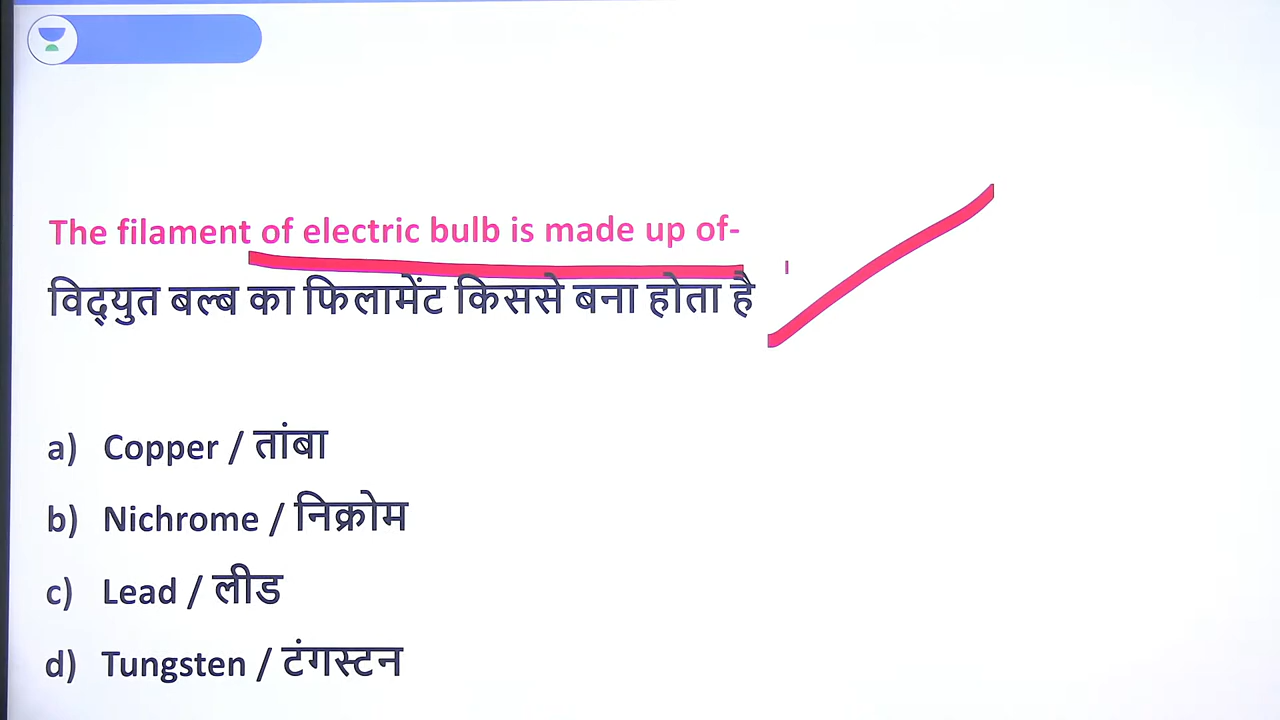 The filament of electric bulb is made up of-
विद्युत बल्ब का फिलामेंट किससे बना होता है
a) Copper / तांबा
b) Nichrome / निक्रोम
c) Lead / लीड
d) Tungsten / टंगस्टन